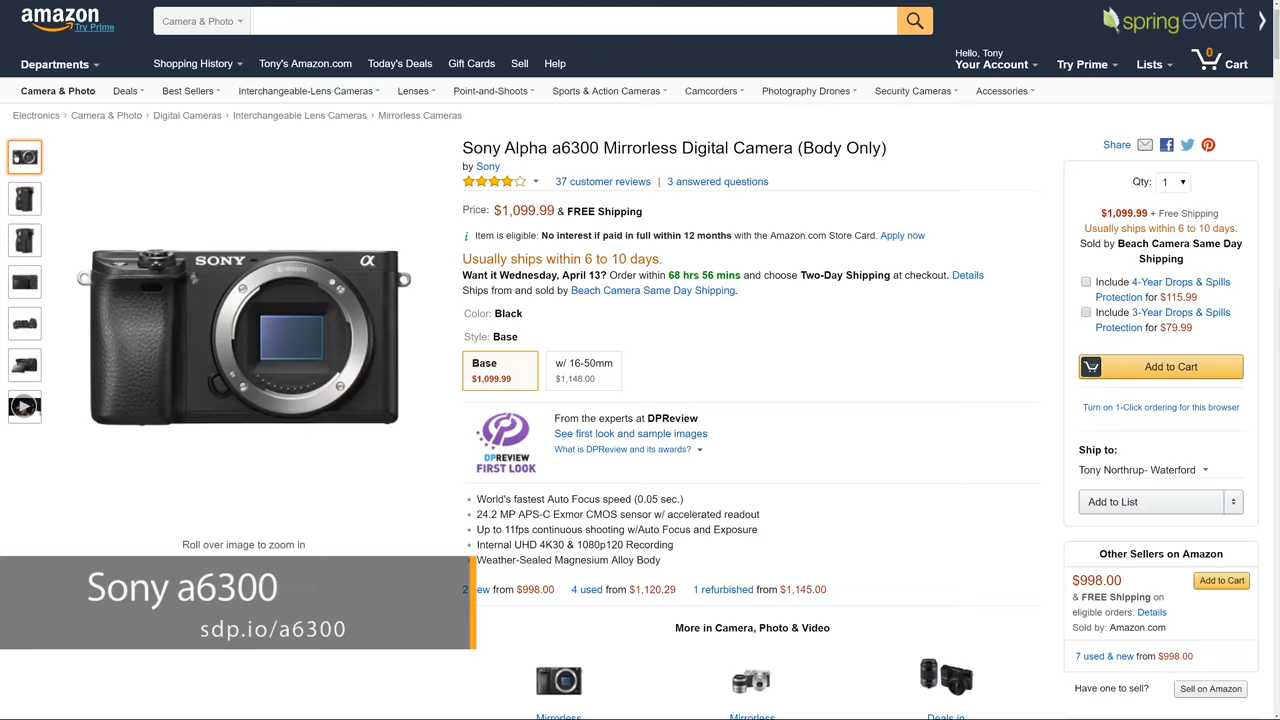 amazon
Try Prime
Camera & Photo
spring event
Departments
Shopping History
Tony's Amazon.com
Today's Deals
Gift Cards
Sell
Help
Hello, Tony
Your Account
Try Prime
Lists
0
Cart
Camera & Photo
Deals
Best Sellers
Interchangeable-Lens Cameras
Lenses
Point-and-Shoots
Sports & Action Cameras
Camcorders
Photography Drones
Security Cameras
Accessories
Electronics › Camera & Photo › Digital Cameras › Interchangeable Lens Cameras › Mirrorless Cameras
SONY
α
Roll over image to zoom in
Sony a6300
sdp.io/a6300
Sony Alpha a6300 Mirrorless Digital Camera (Body Only)
by Sony
37 customer reviews | 3 answered questions
Price: $1,099.99 & FREE Shipping
Item is eligible: No interest if paid in full within 12 months with the Amazon.com Store Card. Apply now
Usually ships within 6 to 10 days.
Want it Wednesday, April 13? Order within 68 hrs 56 mins and choose Two-Day Shipping at checkout. Details
Ships from and sold by Beach Camera Same Day Shipping.
Color: Black
Style: Base
Base
$1,099.99
w/ 16-50mm
$1,148.00
DPREVIEW
FIRST LOOK
From the experts at DPReview
See first look and sample images
What is DPReview and its awards?
World's fastest Auto Focus speed (0.05 sec.)
24.2 MP APS-C Exmor CMOS sensor w/ accelerated readout
Up to 11fps continuous shooting w/Auto Focus and Exposure
Internal UHD 4K30 & 1080p120 Recording
Weather-Sealed Magnesium Alloy Body
2 ew from $998.00
4 used from $1,120.29
1 refurbished from $1,145.00
More in Camera, Photo & Video
Mirrorless
Mirrorless
Deals in
Share
Qty: 1
$1,099.99 + Free Shipping
Usually ships within 6 to 10 days.
Sold by Beach Camera Same Day
Shipping.
Include 4-Year Drops & Spills
Protection for $115.99
Include 3-Year Drops & Spills
Protection for $79.99
Add to Cart
Turn on 1-Click ordering for this browser
Ship to:
Tony Northrup- Waterford
Add to List
Other Sellers on Amazon
$998.00
Add to Cart
& FREE Shipping on
eligible orders. Details
Sold by: Amazon.com
7 used & new from $998.00
Have one to sell?
Sell on Amazon